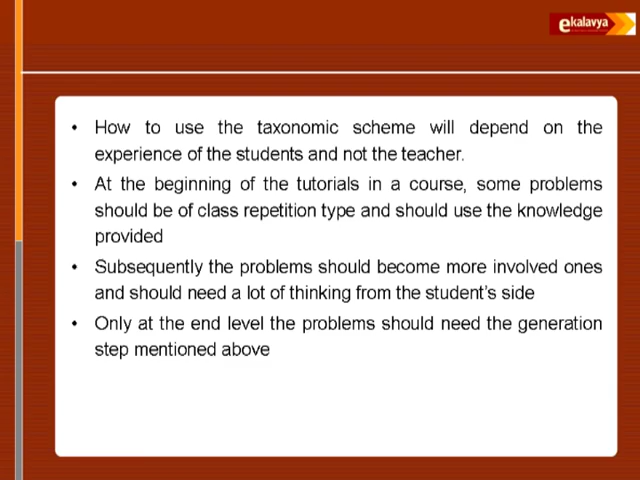 ekalavya
• How to use the taxonomic scheme will depend on the
experience of the students and not the teacher.
• At the beginning of the tutorials in a course, some problems
should be of class repetition type and should use the knowledge
provided
• Subsequently the problems should become more involved ones
and should need a lot of thinking from the student's side
• Only at the end level the problems should need the generation
step mentioned above